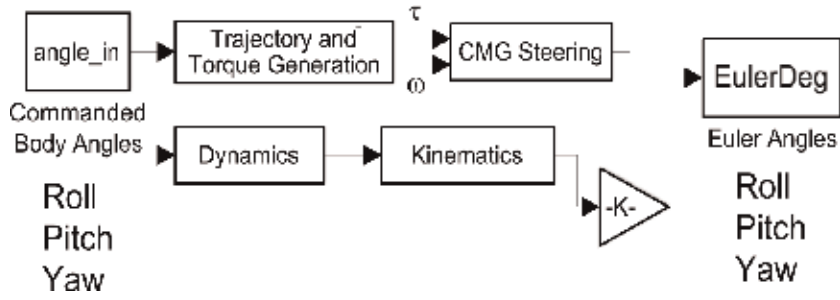 angle_in
Trajectory and
Torque Generation
τ
ω
CMG Steering
EulerDeg
Commanded
Body Angles
Euler Angles
Dynamics
Kinematics
-K-
Roll
Pitch
Yaw
Roll
Pitch
Yaw